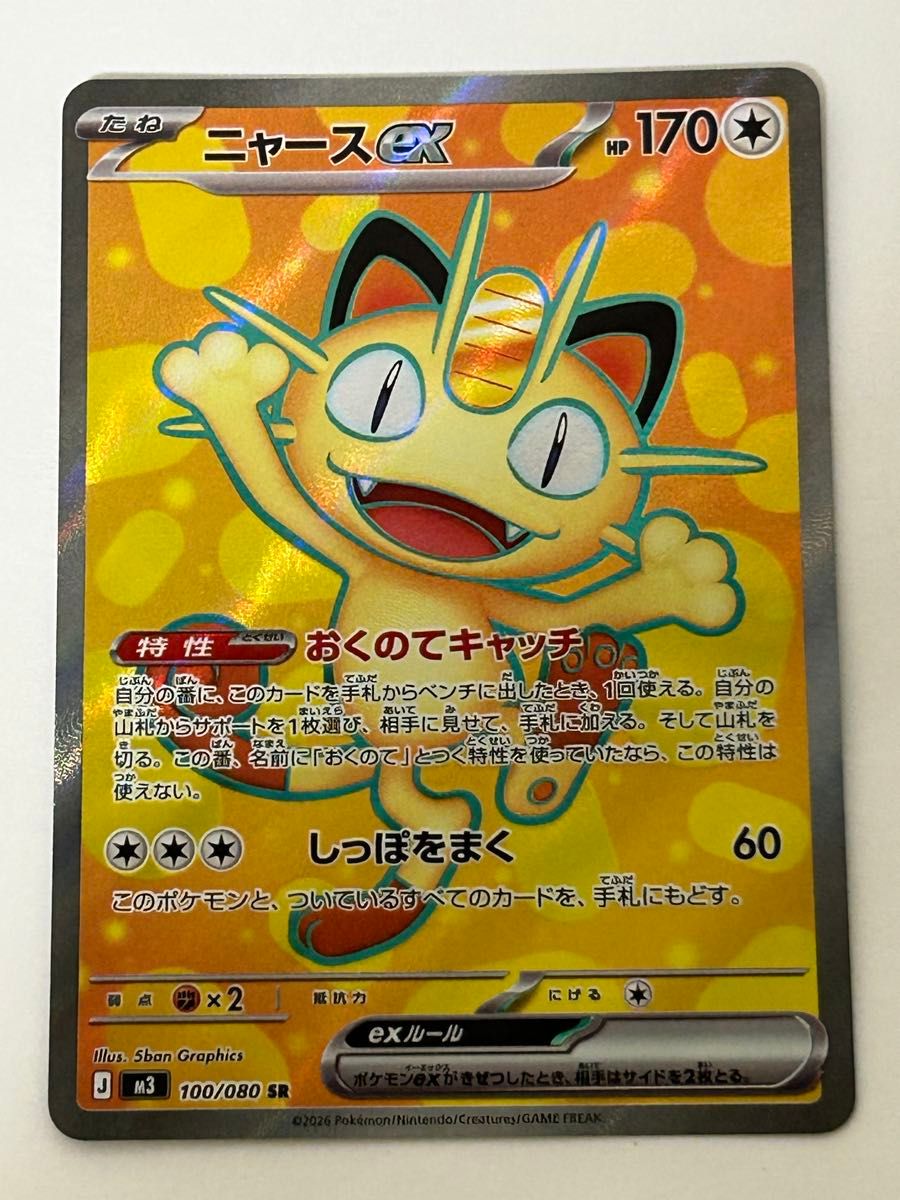 たね ニャースex HP 170
特性 とくせい おくのてキャッチ
自分の番に、このカードを手札からベンチに出したとき、1回使える。自分の
山札からサポートを1枚選び、相手に見せて、手札に加える。そして山札を
切る。この番、名前に「おくのて」とつく特性を使っていたなら、この特性は
使えない。
しっぽをまく 60
このポケモンと、ついているすべてのカードを、手札にもどす。
弱点 ×2 抵抗力 にげる
exルール
ポケモンexがきぜつしたとき、相手はサイドを2枚とる。
Illus. 5ban Graphics
J M3 100/080 SR
©2026 Pokémon/Nintendo/Creatures/GAME FREAK